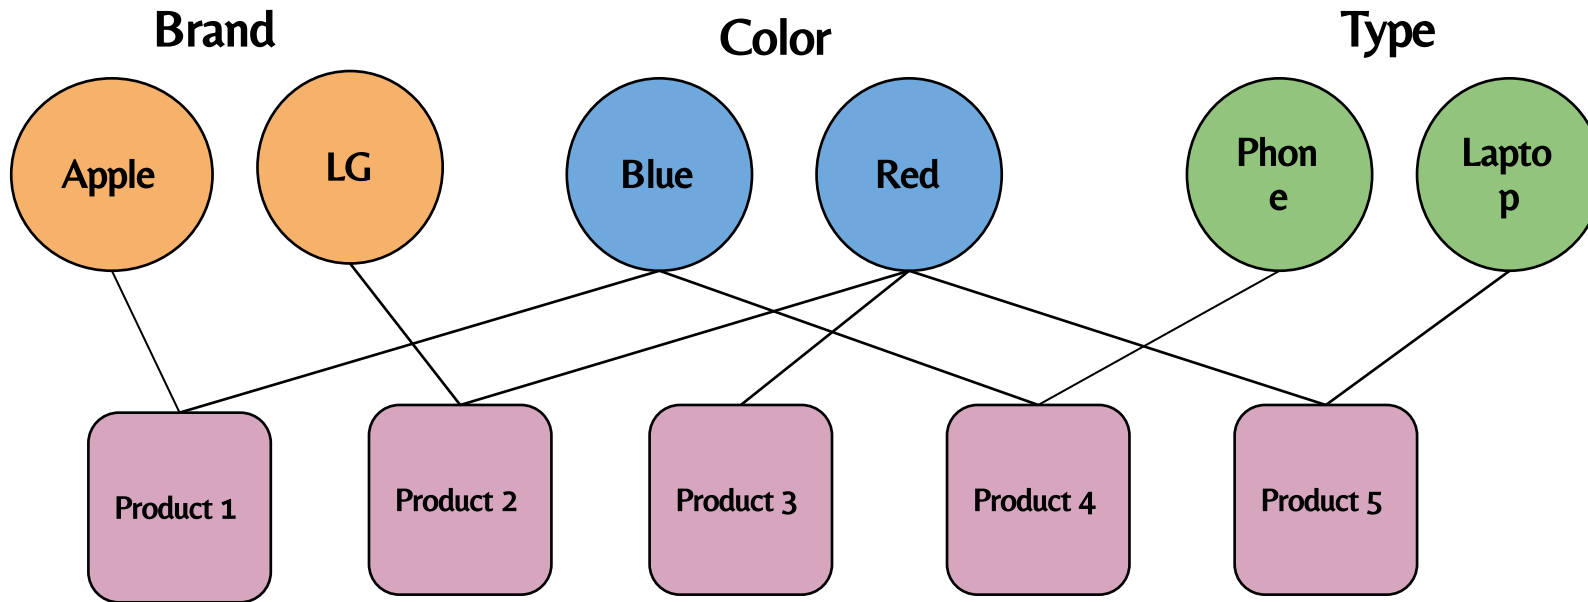 Brand
Color
Type
Apple
LG
Blue
Red
Phon
e
Lapto
p
Product 1
Product 2
Product 3
Product 4
Product 5